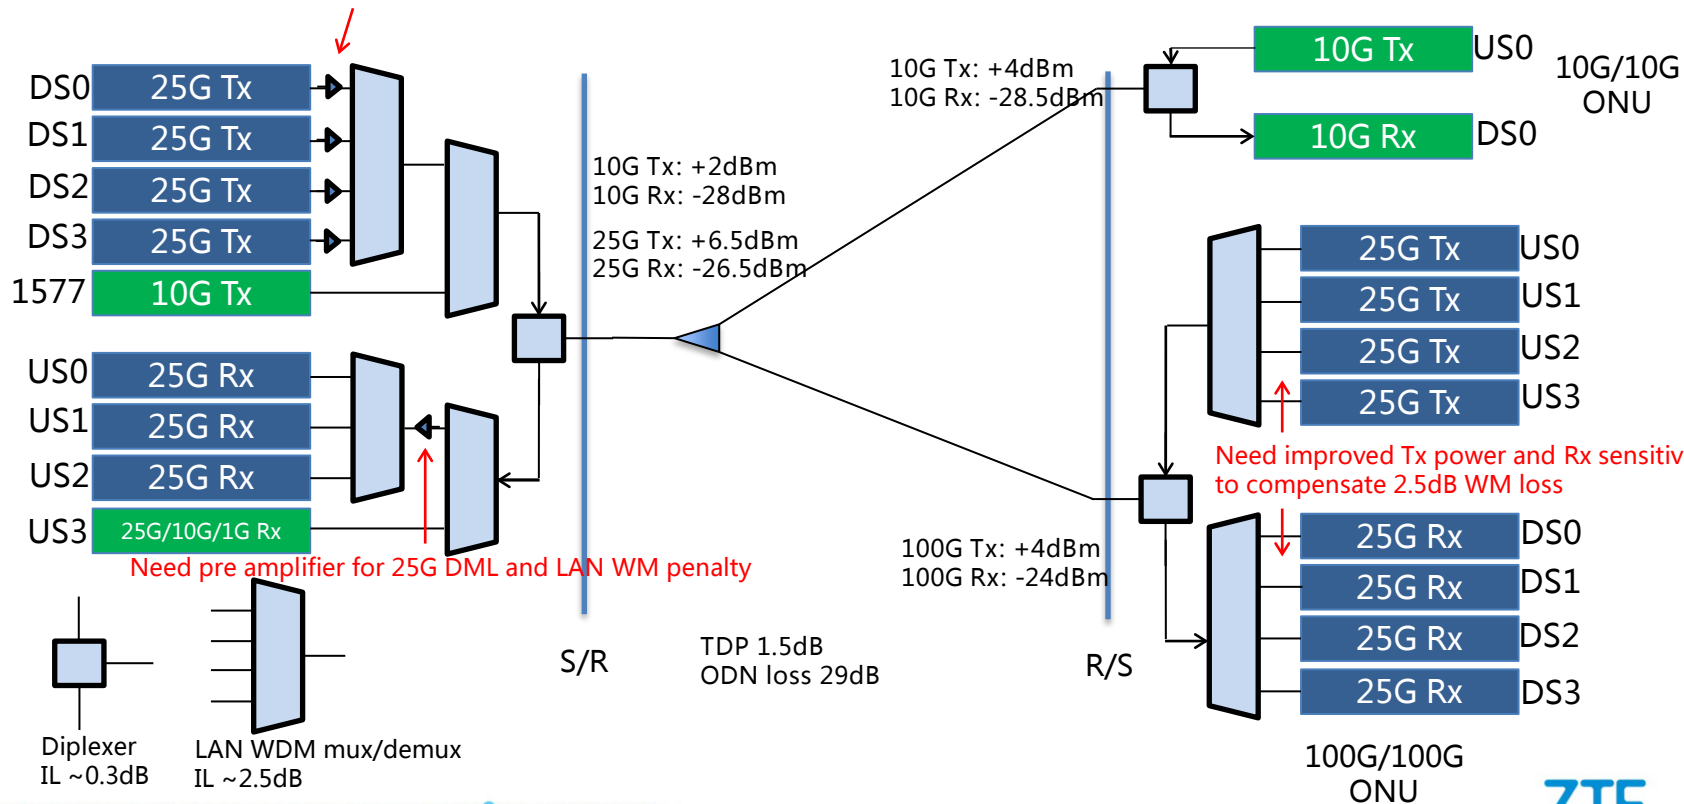 DS0 25G Tx
DS1 25G Tx
DS2 25G Tx
DS3 25G Tx
1577 10G Tx
US0 25G Rx
US1 25G Rx
US2 25G Rx
US3 25G/10G/1G Rx
Need pre amplifier for 25G DML and LAN WM penalty
Diplexer
IL ~0.3dB
LAN WDM mux/demux
IL ~2.5dB
10G Tx: +2dBm
10G Rx: -28dBm
25G Tx: +6.5dBm
25G Rx: -26.5dBm
S/R
TDP 1.5dB
ODN loss 29dB
10G Tx: +4dBm
10G Rx: -28.5dBm
100G Tx: +4dBm
100G Rx: -24dBm
R/S
10G Tx US0
10G Rx DS0
10G/10G
ONU
25G Tx US0
25G Tx US1
25G Tx US2
25G Tx US3
Need improved Tx power and Rx sensitiv
to compensate 2.5dB WM loss
25G Rx DS0
25G Rx DS1
25G Rx DS2
25G Rx DS3
100G/100G
ONU
ZTE